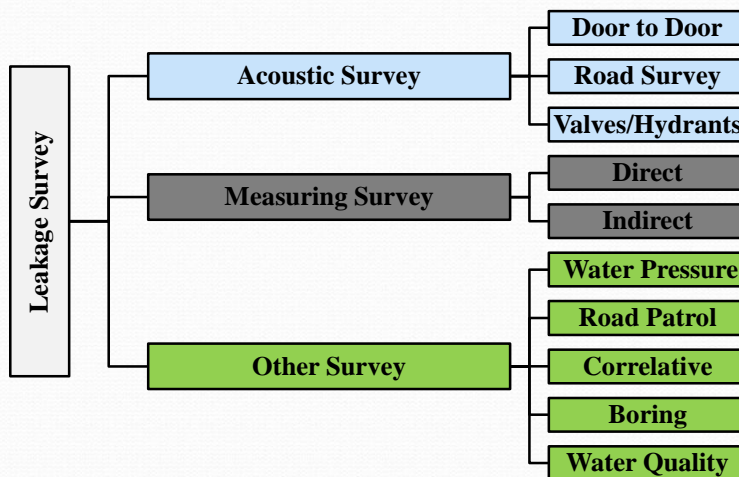 Leakage Survey
Acoustic Survey
Door to Door
Road Survey
Valves/Hydrants
Measuring Survey
Direct
Indirect
Other Survey
Water Pressure
Road Patrol
Correlative
Boring
Water Quality